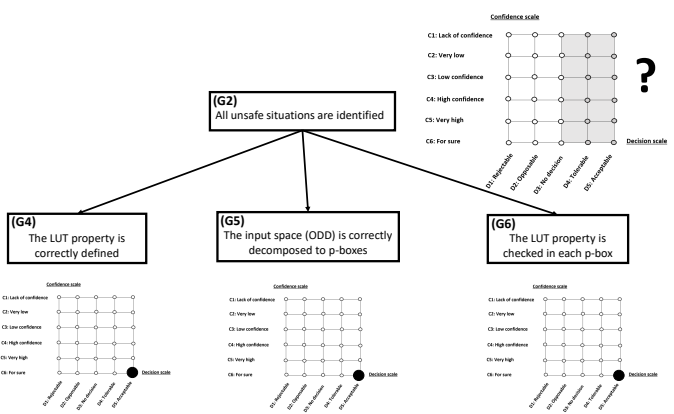 Confidence scale
C1: Lack of confidence
C2: Very low
C3: Low confidence
C4: High confidence
C5: Very high
C6: For sure
Decision scale
D1: Rejectable
D2: Opposable
D3: No decision
D4: Tolerable
D5: Acceptable
?
(G2)
All unsafe situations are identified
(G4)
The LUT property is
correctly defined
(G5)
The input space (ODD) is correctly
decomposed to p-boxes
(G6)
The LUT property is
checked in each p-box
Confidence scale
C1: Lack of confidence
C2: Very low
C3: Low confidence
C4: High confidence
C5: Very high
C6: For sure
Decision scale
D1: Rejectable
D2: Opposable
D3: No decision
D4: Tolerable
D5: Acceptable
Confidence scale
C1: Lack of confidence
C2: Very low
C3: Low confidence
C4: High confidence
C5: Very high
C6: For sure
Decision scale
D1: Rejectable
D2: Opposable
D3: No decision
D4: Tolerable
D5: Acceptable
Confidence scale
C1: Lack of confidence
C2: Very low
C3: Low confidence
C4: High confidence
C5: Very high
C6: For sure
Decision scale
D1: Rejectable
D2: Opposable
D3: No decision
D4: Tolerable
D5: Acceptable